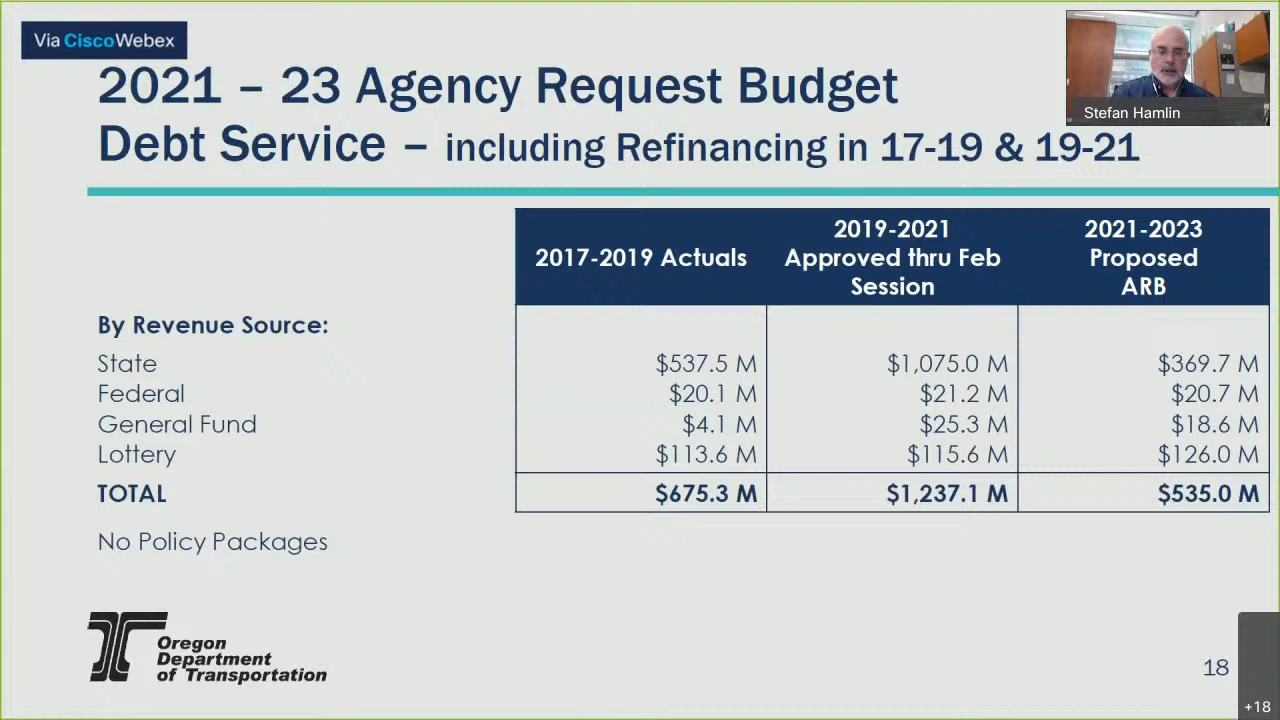 Via CiscoWebex
2021 – 23 Agency Request Budget
Debt Service – including Refinancing in 17-19 & 19-21
Stefan Hamlin
2017-2019 Actuals
2019-2021
Approved thru Feb
Session
2021-2023
Proposed
ARB
By Revenue Source:
State $537.5 M $1,075.0 M $369.7 M
Federal $20.1 M $21.2 M $20.7 M
General Fund $4.1 M $25.3 M $18.6 M
Lottery $113.6 M $115.6 M $126.0 M
TOTAL $675.3 M $1,237.1 M $535.0 M
No Policy Packages
Oregon
Department
of Transportation
18
+18